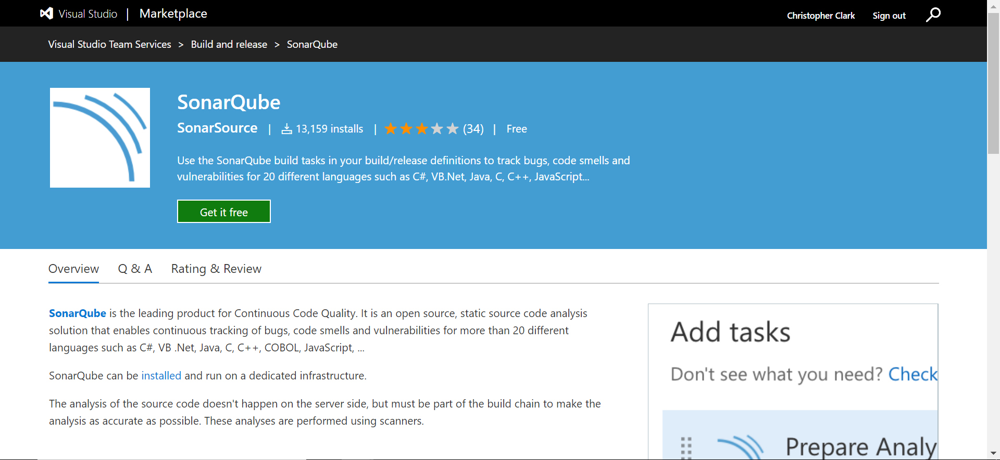 Visual Studio | Marketplace
Christopher Clark Sign out
Visual Studio Team Services > Build and release > SonarQube
SonarQube
SonarSource | 13,159 installs | (34) | Free
Use the SonarQube build tasks in your build/release definitions to track bugs, code smells and
vulnerabilities for 20 different languages such as C#, VB.Net, Java, C, C++, JavaScript...
Get it free
Overview Q & A Rating & Review
SonarQube is the leading product for Continuous Code Quality. It is an open source, static source code analysis
solution that enables continuous tracking of bugs, code smells and vulnerabilities for more than 20 different
languages such as C#, VB .Net, Java, C, C++, COBOL, JavaScript, ...
SonarQube can be installed and run on a dedicated infrastructure.
The analysis of the source code doesn't happen on the server side, but must be part of the build chain to make the
analysis as accurate as possible. These analyses are performed using scanners.
Add tasks
Don't see what you need? Check
Prepare Analy